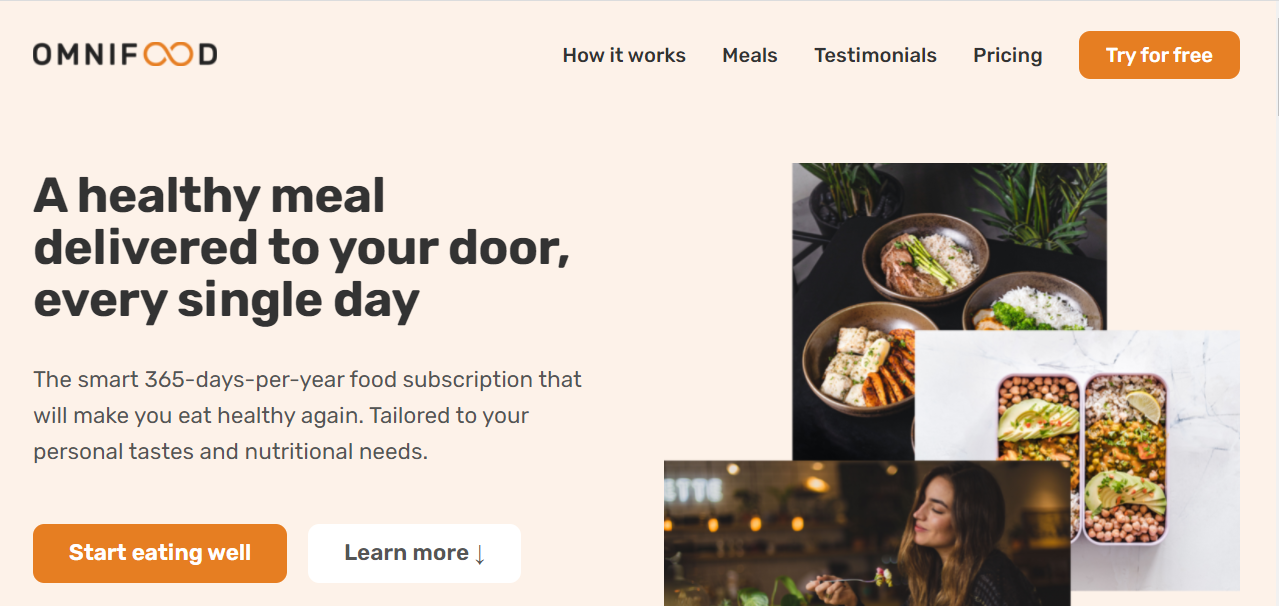 OMNIFOOD
How it works
Meals
Testimonials
Pricing
Try for free
A healthy meal
delivered to your door,
every single day
The smart 365-days-per-year food subscription that
will make you eat healthy again. Tailored to your
personal tastes and nutritional needs.
Start eating well
Learn more ↓